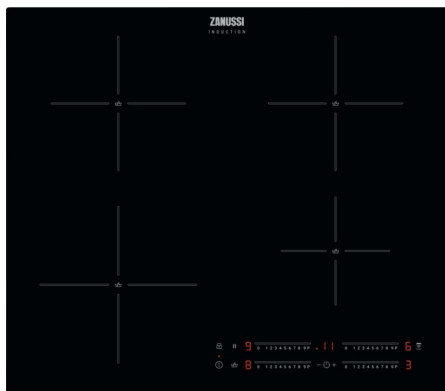 ZANUSSI
INDUCTION
9 0 1 2 3 4 5 6 7 8 9 P .11 0 1 2 3 4 5 6 7 8 9 P 6
8 0 1 2 3 4 5 6 7 8 9 P - + 0 1 2 3 4 5 6 7 8 9 P 3